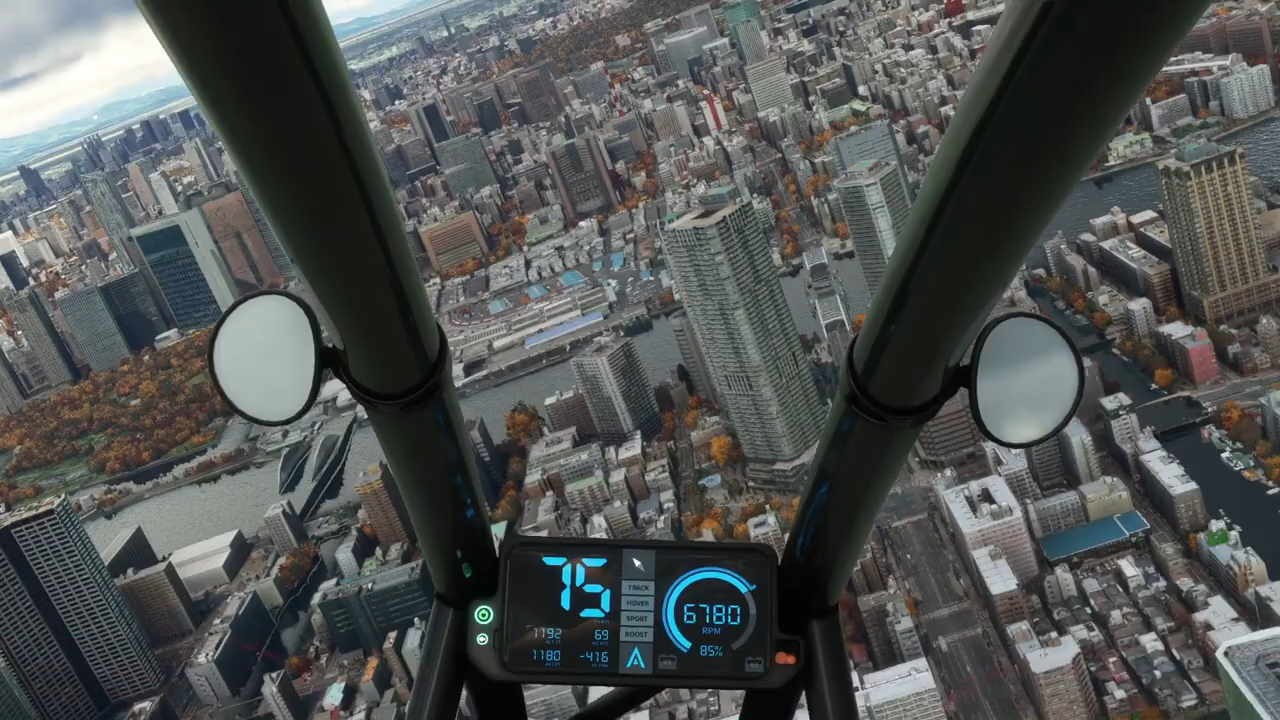 75
TRACK
HOVER
SPORT
BOOST
6780
RPM
85%
1192
69
1180
-416